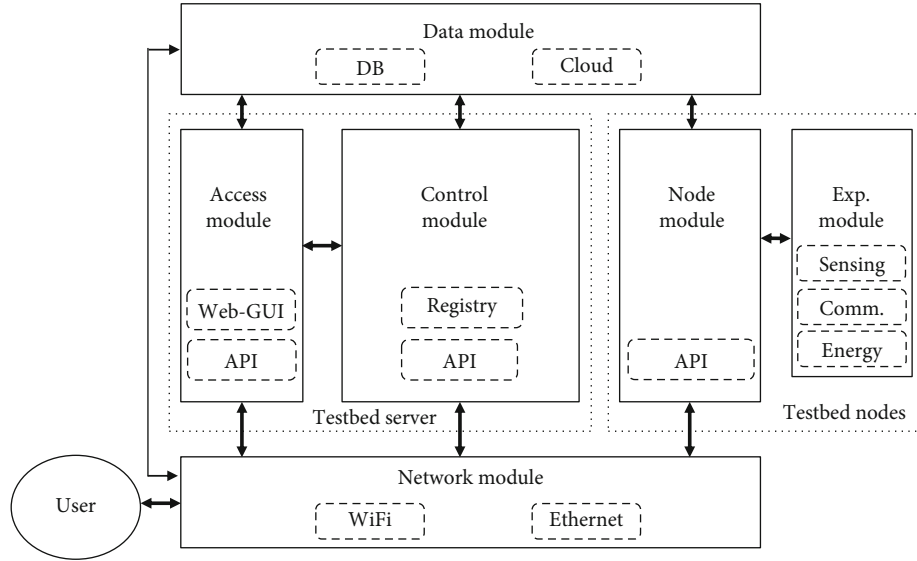 Data module
DB
Cloud
Access
module
Web-GUI
API
Control
module
Registry
API
Testbed server
Node
module
API
Exp.
module
Sensing
Comm.
Energy
Testbed nodes
User
Network module
WiFi
Ethernet